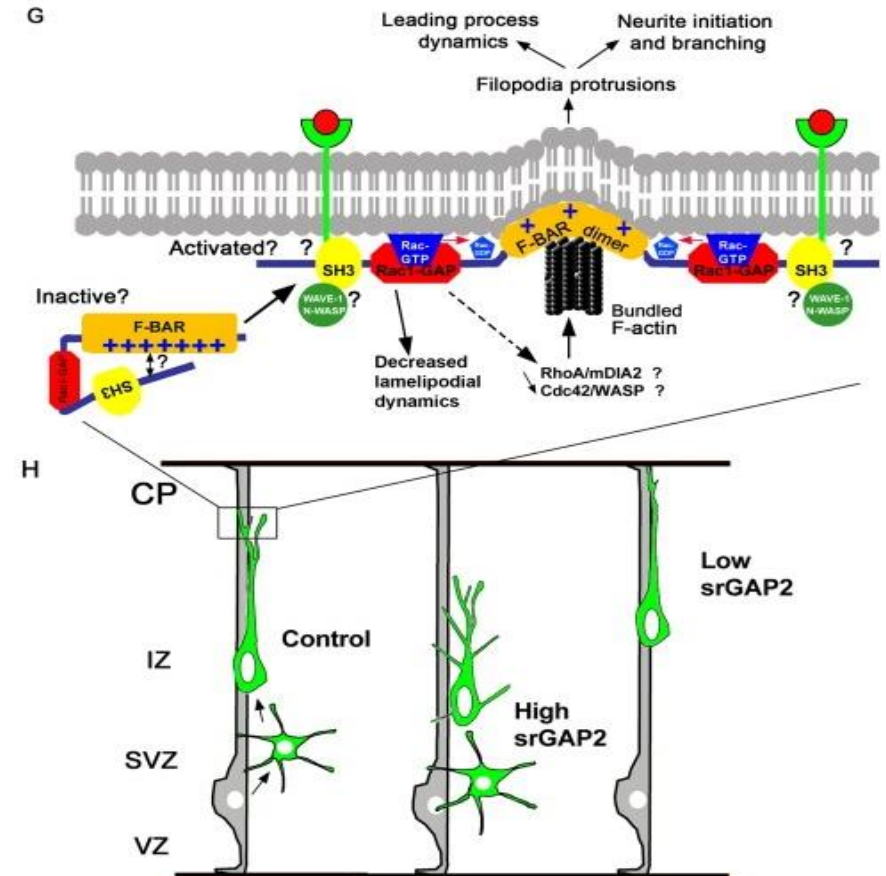 G
Leading process
dynamics
Neurite initiation
and branching
Filopodia protrusions
Activated?
?
SH3
WAVE-1
N-WASP
?
Rac-
GTP
Rac1-GAP
Rac-
GDP
+ + +
F-BAR dimer
Rac-
GDP
Rac-
GTP
Rac1-GAP
SH3
?
?
WAVE-1
N-WASP
Inactive?
F-BAR
+++++++
?
Rac1-GAP
SH3
Bundled
F-actin
Decreased
lamelipodial
dynamics
RhoA/mDIA2 ?
Cdc42/WASP ?
H
CP
Low
srGAP2
Control
IZ
High
srGAP2
SVZ
VZ